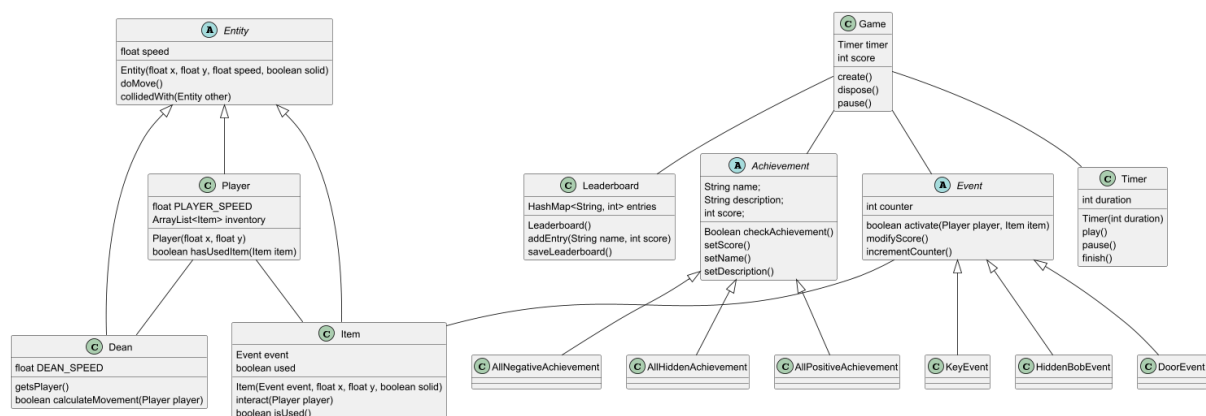 A Entity
float speed
Entity(float x, float y, float speed, boolean solid)
doMove()
collidedWith(Entity other)
C Game
Timer timer
int score
create()
dispose()
pause()
C Player
float PLAYER_SPEED
ArrayList<Item> inventory
Player(float x, float y)
boolean hasUsedItem(Item item)
C Leaderboard
HashMap<String, int> entries
Leaderboard()
addEntry(String name, int score)
saveLeaderboard()
A Achievement
String name;
String description;
int score;
Boolean checkAchievement()
setScore()
setName()
setDescription()
A Event
int counter
boolean activate(Player player, Item item)
modifyScore()
incrementCounter()
C Timer
int duration
Timer(int duration)
play()
pause()
finish()
C Dean
float DEAN_SPEED
getsPlayer()
boolean calculateMovement(Player player)
C Item
Event event
boolean used
Item(Event event, float x, float y, boolean solid)
interact(Player player)
boolean isUsed()
C AllNegativeAchievement
C AllHiddenAchievement
C AllPositiveAchievement
C KeyEvent
C HiddenBobEvent
C DoorEvent